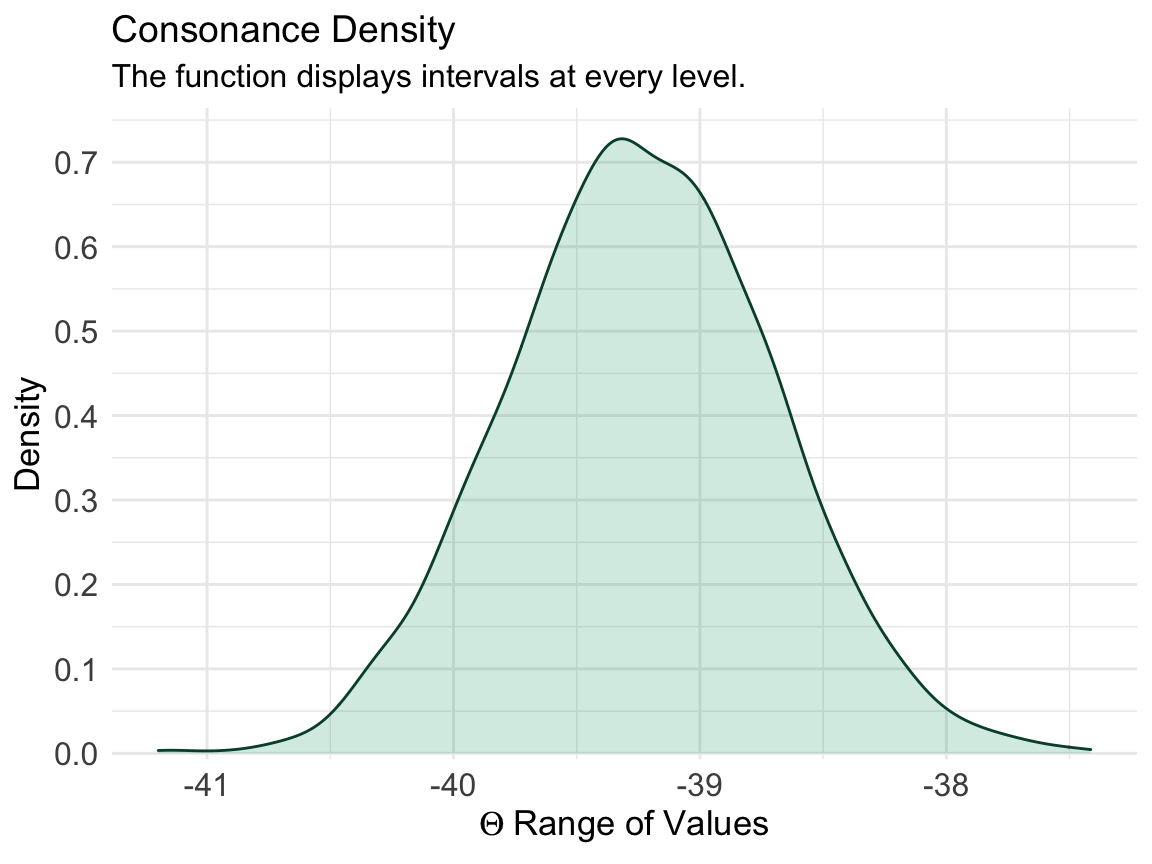 Consonance Density
The function displays intervals at every level.
0.7
0.6
0.5
0.4
0.3
0.2
0.1
0.0
Density
-41 -40 -39 -38
Θ Range of Values